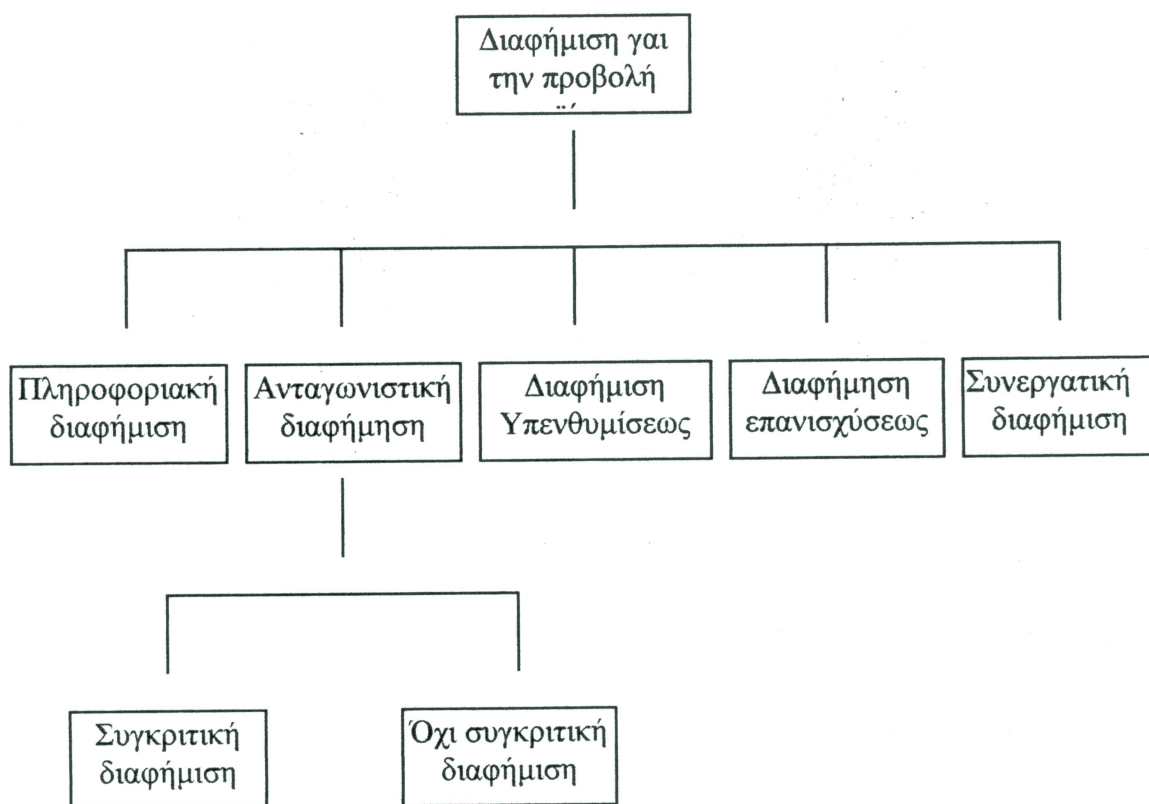 Διαφήμιση γαι
την προβολή
Πληροφοριακή
διαφήμιση
Ανταγωνιστική
διαφήμηση
Διαφήμιση
Υπενθυμίσεως
Διαφήμηση
επανισχύσεως
Συνεργατική
διαφήμιση
Συγκριτική
διαφήμιση
Όχι συγκριτική
διαφήμιση